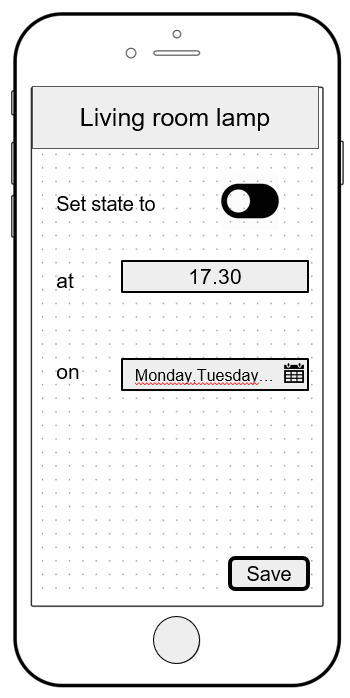 Living room lamp
Set state to
at
17.30
on
Monday,Tuesday...
Save